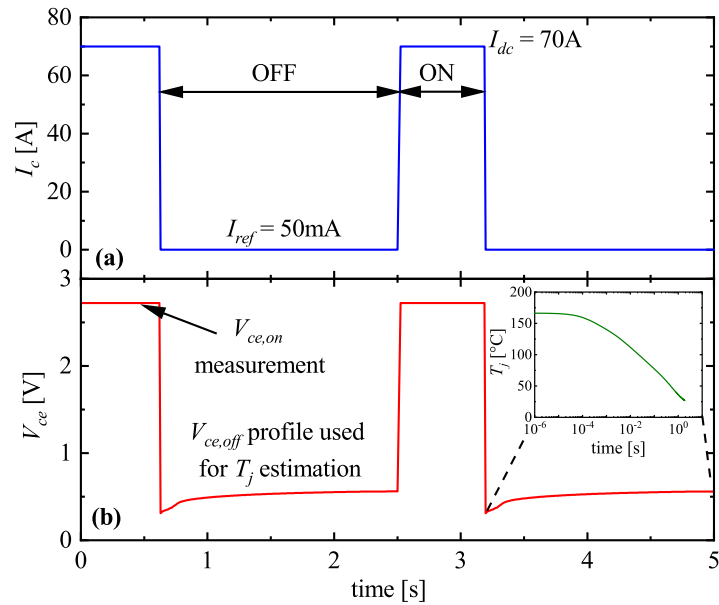 80
60
40
20
0
I_c [A]
I_dc = 70A
OFF
ON
I_ref = 50mA
(a)
3
2
1
0
V_ce [V]
V_ce,on
measurement
V_ce,off profile used
for T_j estimation
(b)
200
150
100
50
0
T_j [°C]
10^-6 10^-4 10^-2 10^0
time [s]
0 1 2 3 4 5
time [s]